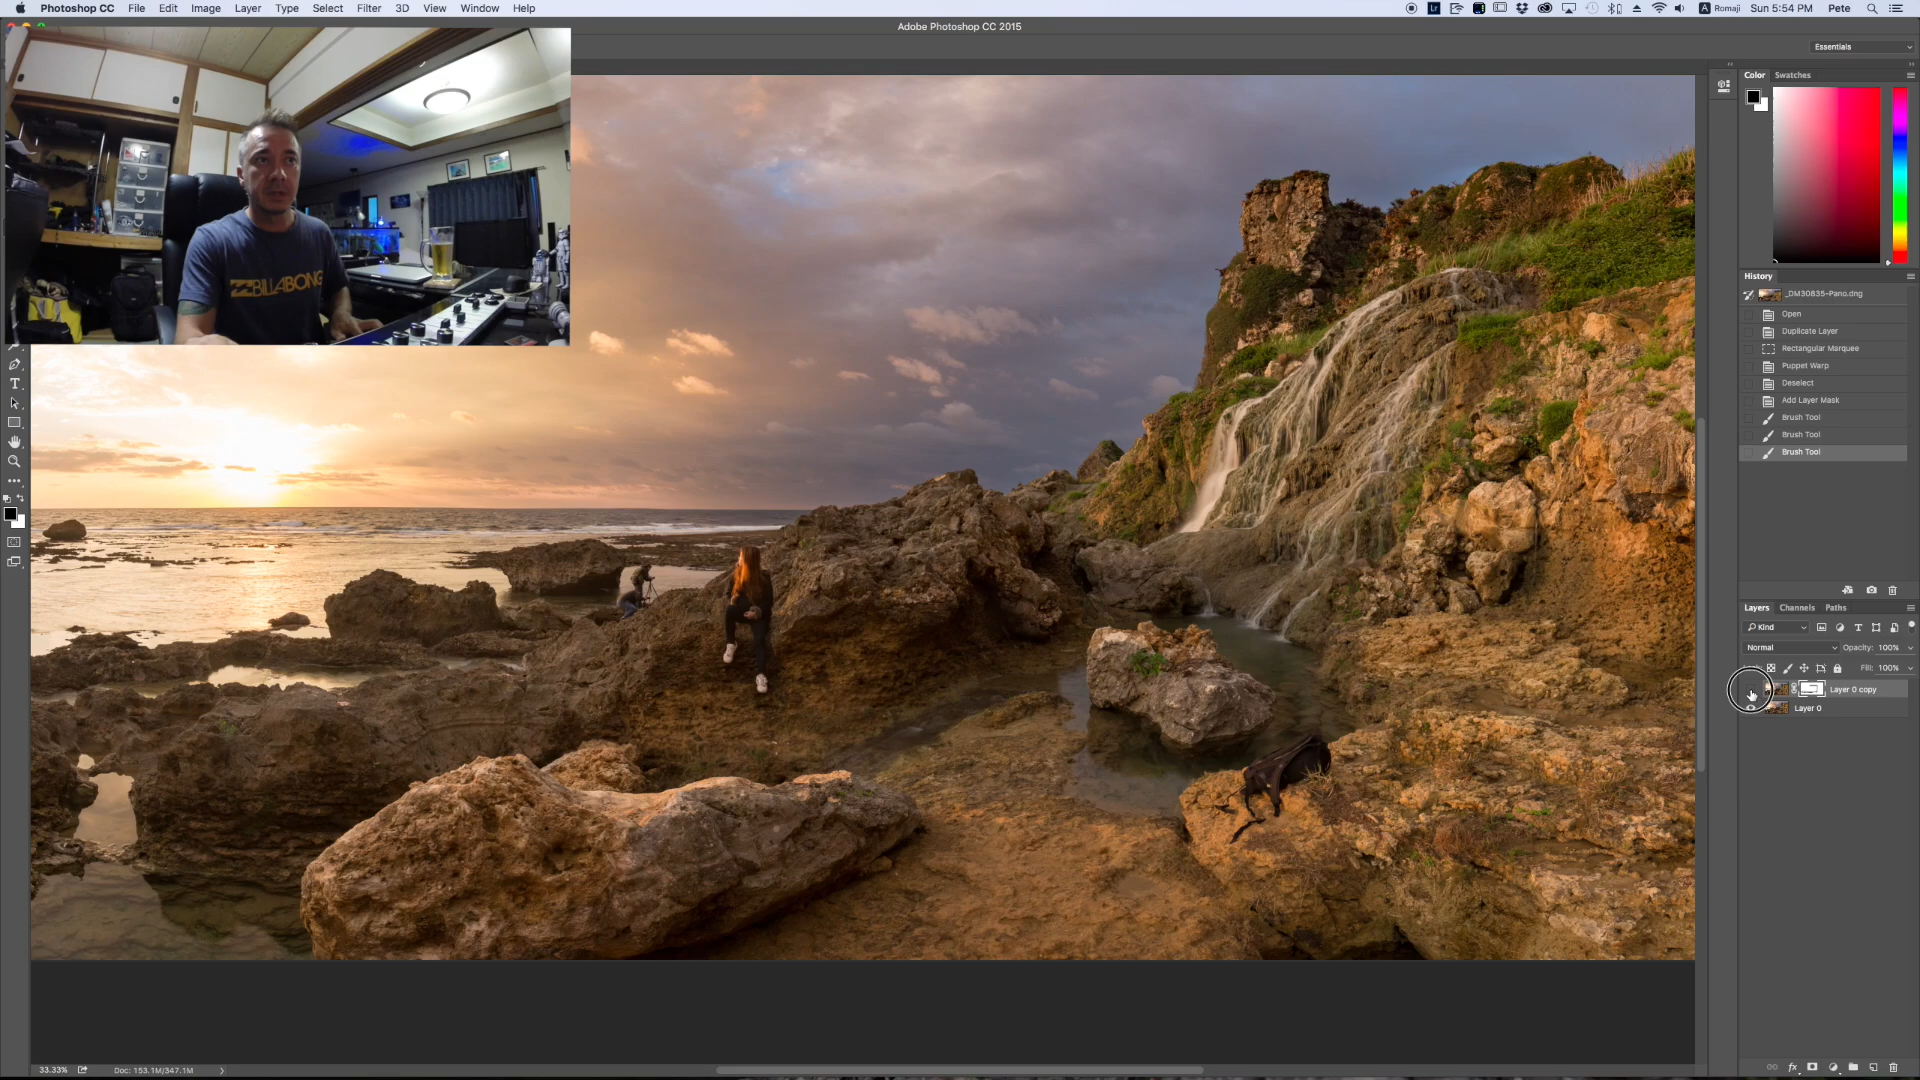 Photoshop CC File Edit Image Layer Type Select Filter 3D View Window Help
Romaji Sun 5:54 PM Pete
Adobe Photoshop CC 2015
Essentials
Color Swatches
BILLABONG
History
_DM30835-Pano.dng
Open
Duplicate Layer
Rectangular Marquee
Puppet Warp
Deselect
Add Layer Mask
Brush Tool
Brush Tool
Brush Tool
Layers Channels Paths
Kind
Normal Opacity: 100%
Fill: 100%
Layer 0 copy
Layer 0
33.33% Doc: 153.1M/347.1M